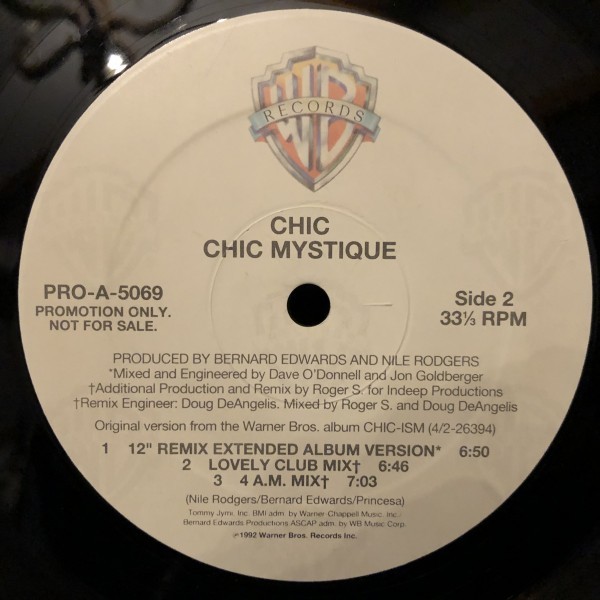 WB
RECORDS
CHIC
CHIC MYSTIQUE
PRO-A-5069
PROMOTION ONLY.
NOT FOR SALE.
Side 2
33⅓ RPM
PRODUCED BY BERNARD EDWARDS AND NILE RODGERS
*Mixed and Engineered by Dave O'Donnell and Jon Goldberger
†Additional Production and Remix by Roger S. for Indeep Productions
†Remix Engineer: Doug DeAngelis. Mixed by Roger S. and Doug DeAngelis
Original version from the Warner Bros. album CHIC-ISM (4/2-26394)
1 12" REMIX EXTENDED ALBUM VERSION* 6:50
2 LOVELY CLUB MIX† 6:46
3 4 A.M. MIX† 7:03
(Nile Rodgers/Bernard Edwards/Princesa)
Tommy Jymi, Inc. BMI adm. by Warner Chappell Music, Inc./
Bernard Edwards Productions ASCAP adm. by WB Music Corp.
℗1992 Warner Bros. Records Inc.